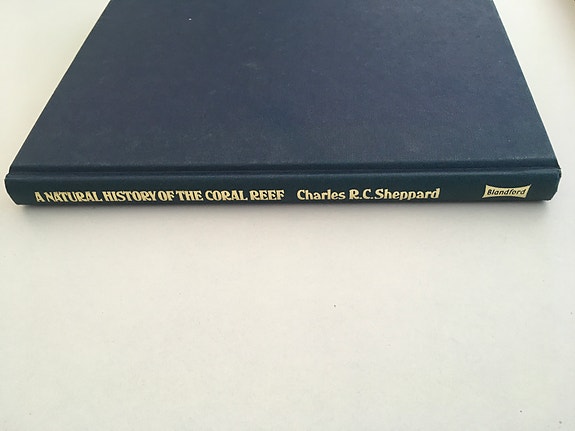 A NATURAL HISTORY OF THE CORAL REEF Charles R.C. Sheppard Blandford